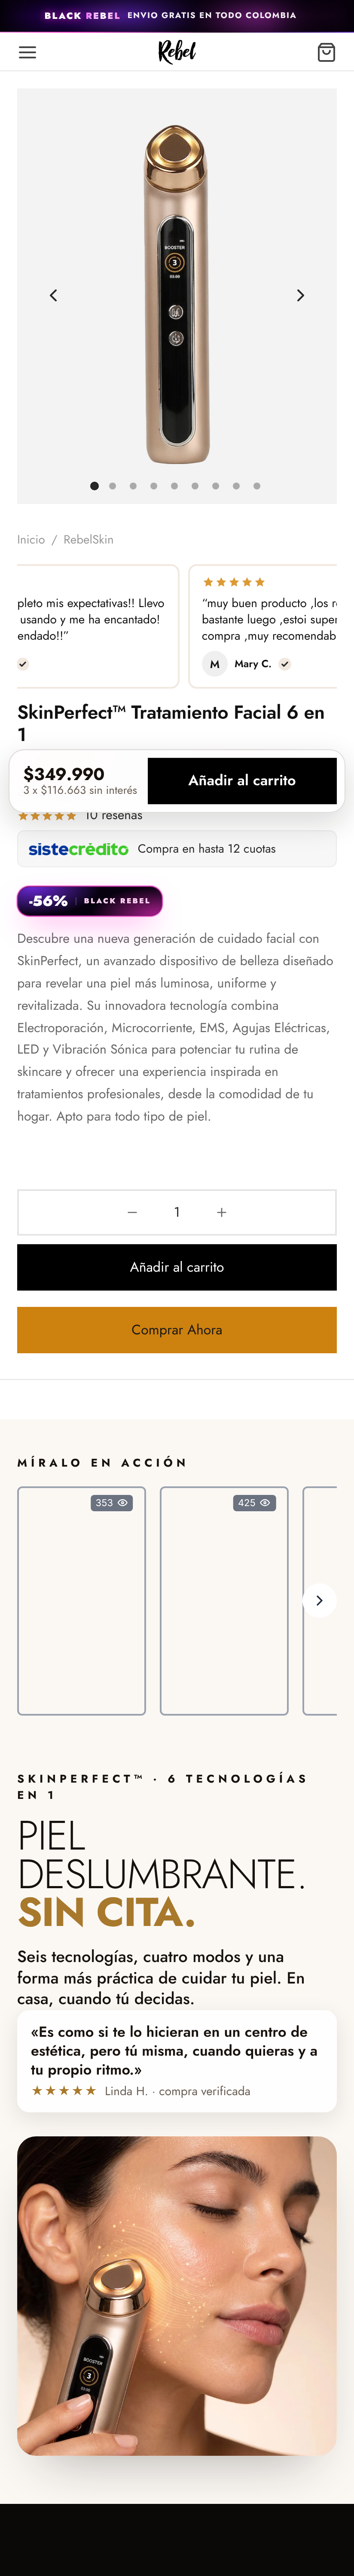 BLACK REBEL ENVIO GRATIS EN TODO COLOMBIA
Rebel
BOOSTER
3
00:00
Inicio / RebelSkin
pleto mis expectativas!! Llevo
usando y me ha encantado!
endado!!”
“muy buen producto ,los r
bastante luego ,estoi super
compra ,muy recomendab
M Mary C.
SkinPerfect™ Tratamiento Facial 6 en
1
$349.990
3 x $116.663 sin interés
Añadir al carrito
10 reseñas
sistecrédito Compra en hasta 12 cuotas
-56% BLACK REBEL
Descubre una nueva generación de cuidado facial con
SkinPerfect, un avanzado dispositivo de belleza diseñado
para revelar una piel más luminosa, uniforme y
revitalizada. Su innovadora tecnología combina
Electroporación, Microcorriente, EMS, Agujas Eléctricas,
LED y Vibración Sónica para potenciar tu rutina de
skincare y ofrecer una experiencia inspirada en
tratamientos profesionales, desde la comodidad de tu
hogar. Apto para todo tipo de piel.
− 1 +
Añadir al carrito
Comprar Ahora
MÍRALO EN ACCIÓN
353
425
SKINPERFECT™ · 6 TECNOLOGÍAS
EN 1
PIEL
DESLUMBRANTE.
SIN CITA.
Seis tecnologías, cuatro modos y una
forma más práctica de cuidar tu piel. En
casa, cuando tú decidas.
«Es como si te lo hicieran en un centro de
estética, pero tú misma, cuando quieras y a
tu propio ritmo.»
★★★★★ Linda H. · compra verificada
BOOSTER
3